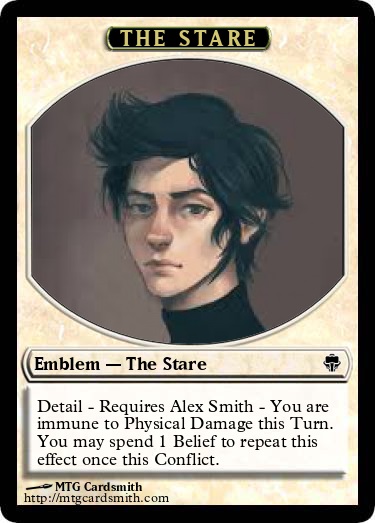 THE STARE
Emblem — The Stare
Detail - Requires Alex Smith - You are
immune to Physical Damage this Turn.
You may spend 1 Belief to repeat this
effect once this Conflict.
MTG Cardsmith
http://mtgcardsmith.com